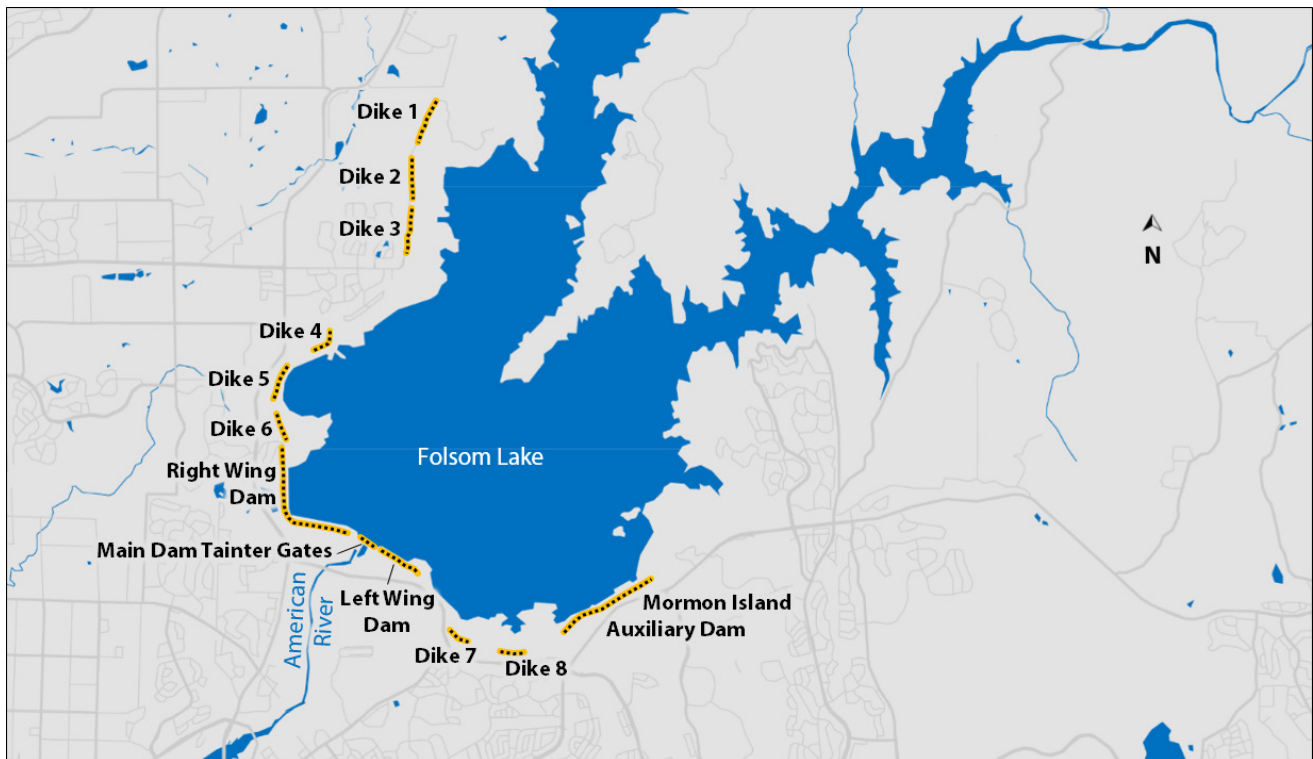 Dike 1
Dike 2
Dike 3
N
Dike 4
Dike 5
Dike 6
Folsom Lake
Right Wing
Dam
Main Dam Tainter Gates
American
River
Left Wing
Dam
Mormon Island
Auxiliary Dam
Dike 7
Dike 8